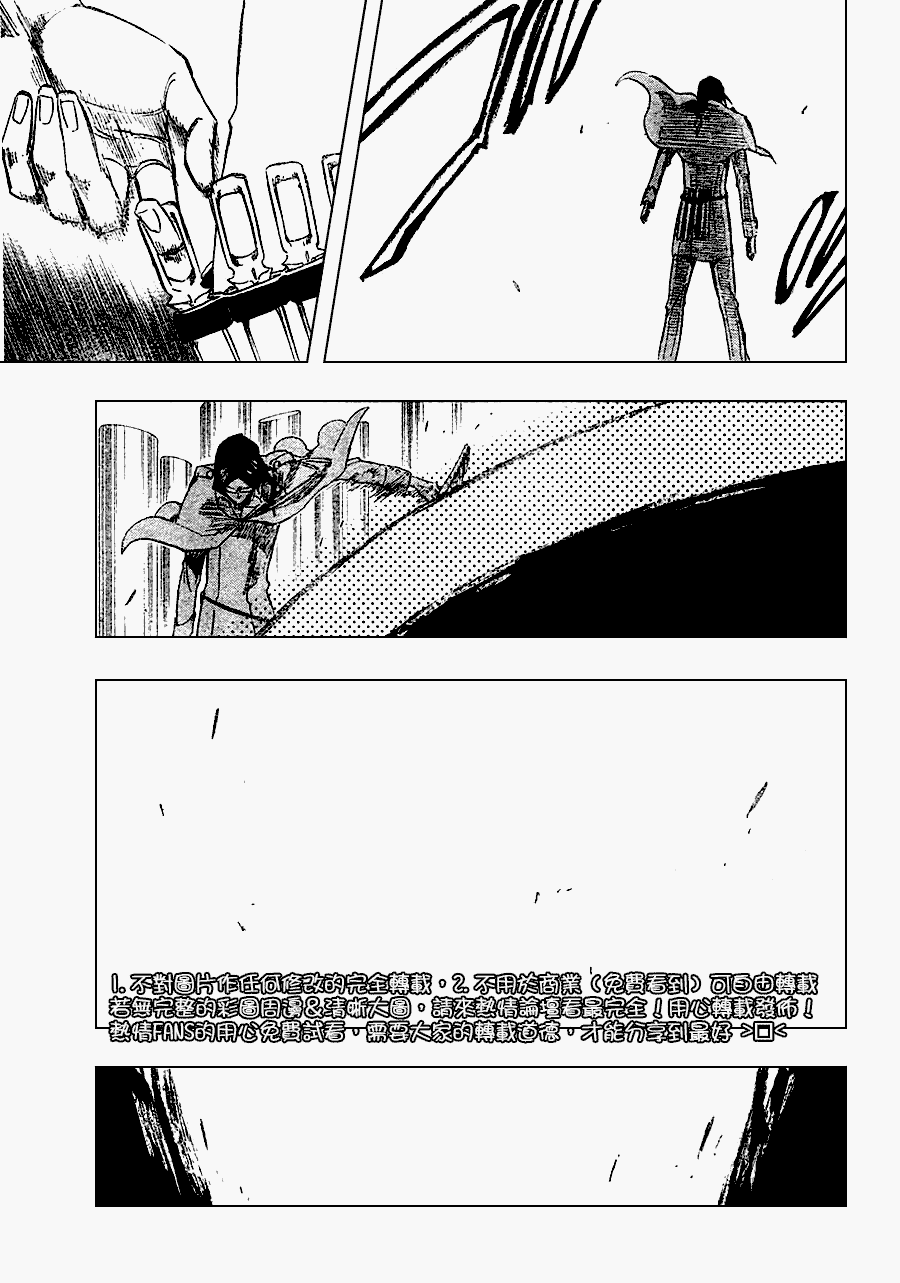 1. 不對圖片作任何修改的完全轉載，2. 不用於商業（免費看到）可自由轉載
若無完整的彩圖周邊&清晰大圖，請來熱情論壇看最完全！用心轉載發佈！
熱情FANS的用心免費試看，需要大家的轉載道德，才能分享到最好 >口<